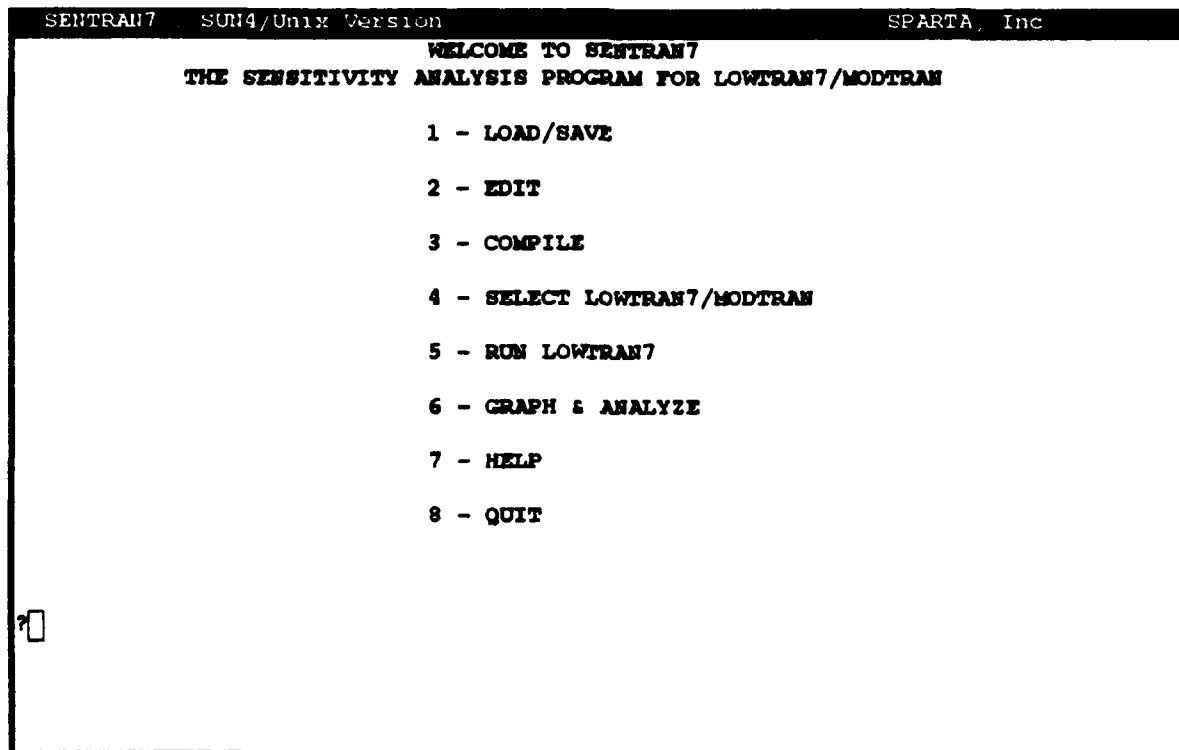 SENTRAN7 SUN4/Unix Version SPARTA, Inc
WELCOME TO SENTRAN7
THE SENSITIVITY ANALYSIS PROGRAM FOR LOWTRAN7/MODTRAN
1 - LOAD/SAVE
2 - EDIT
3 - COMPILE
4 - SELECT LOWTRAN7/MODTRAN
5 - RUN LOWTRAN7
6 - GRAPH & ANALYZE
7 - HELP
8 - QUIT
?